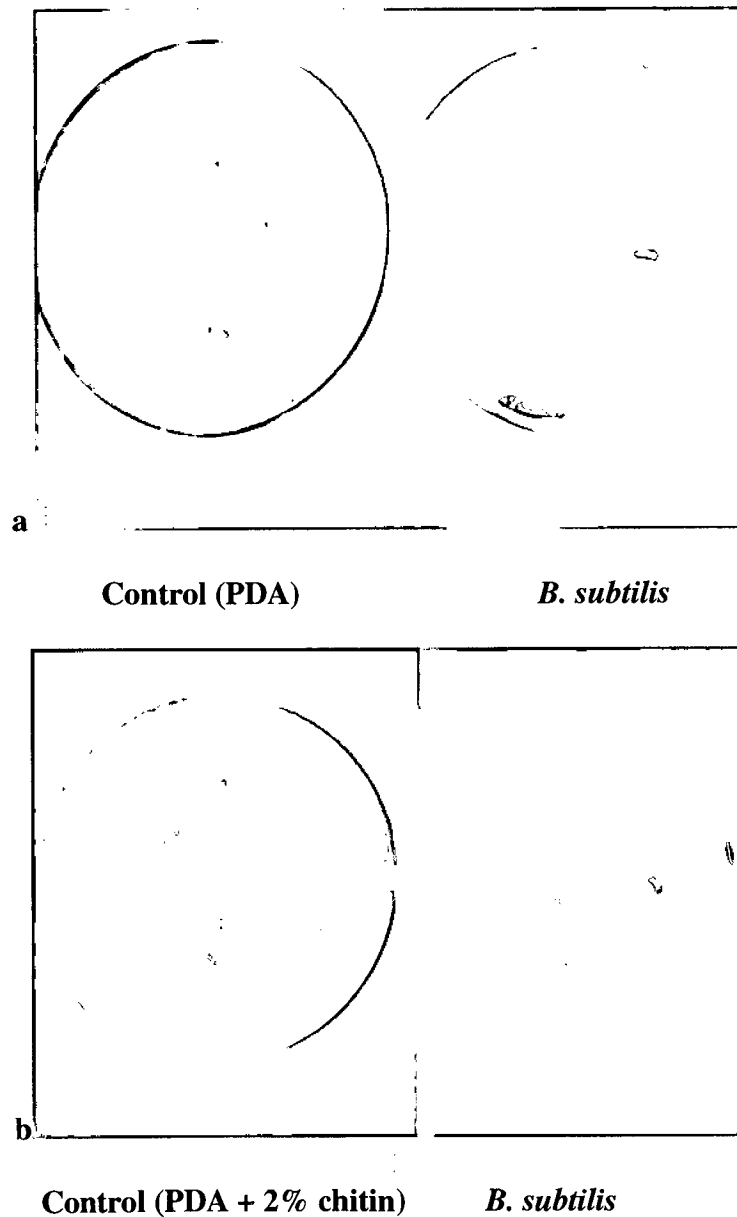 a
Control (PDA) B. subtilis
b
Control (PDA + 2% chitin) B. subtilis